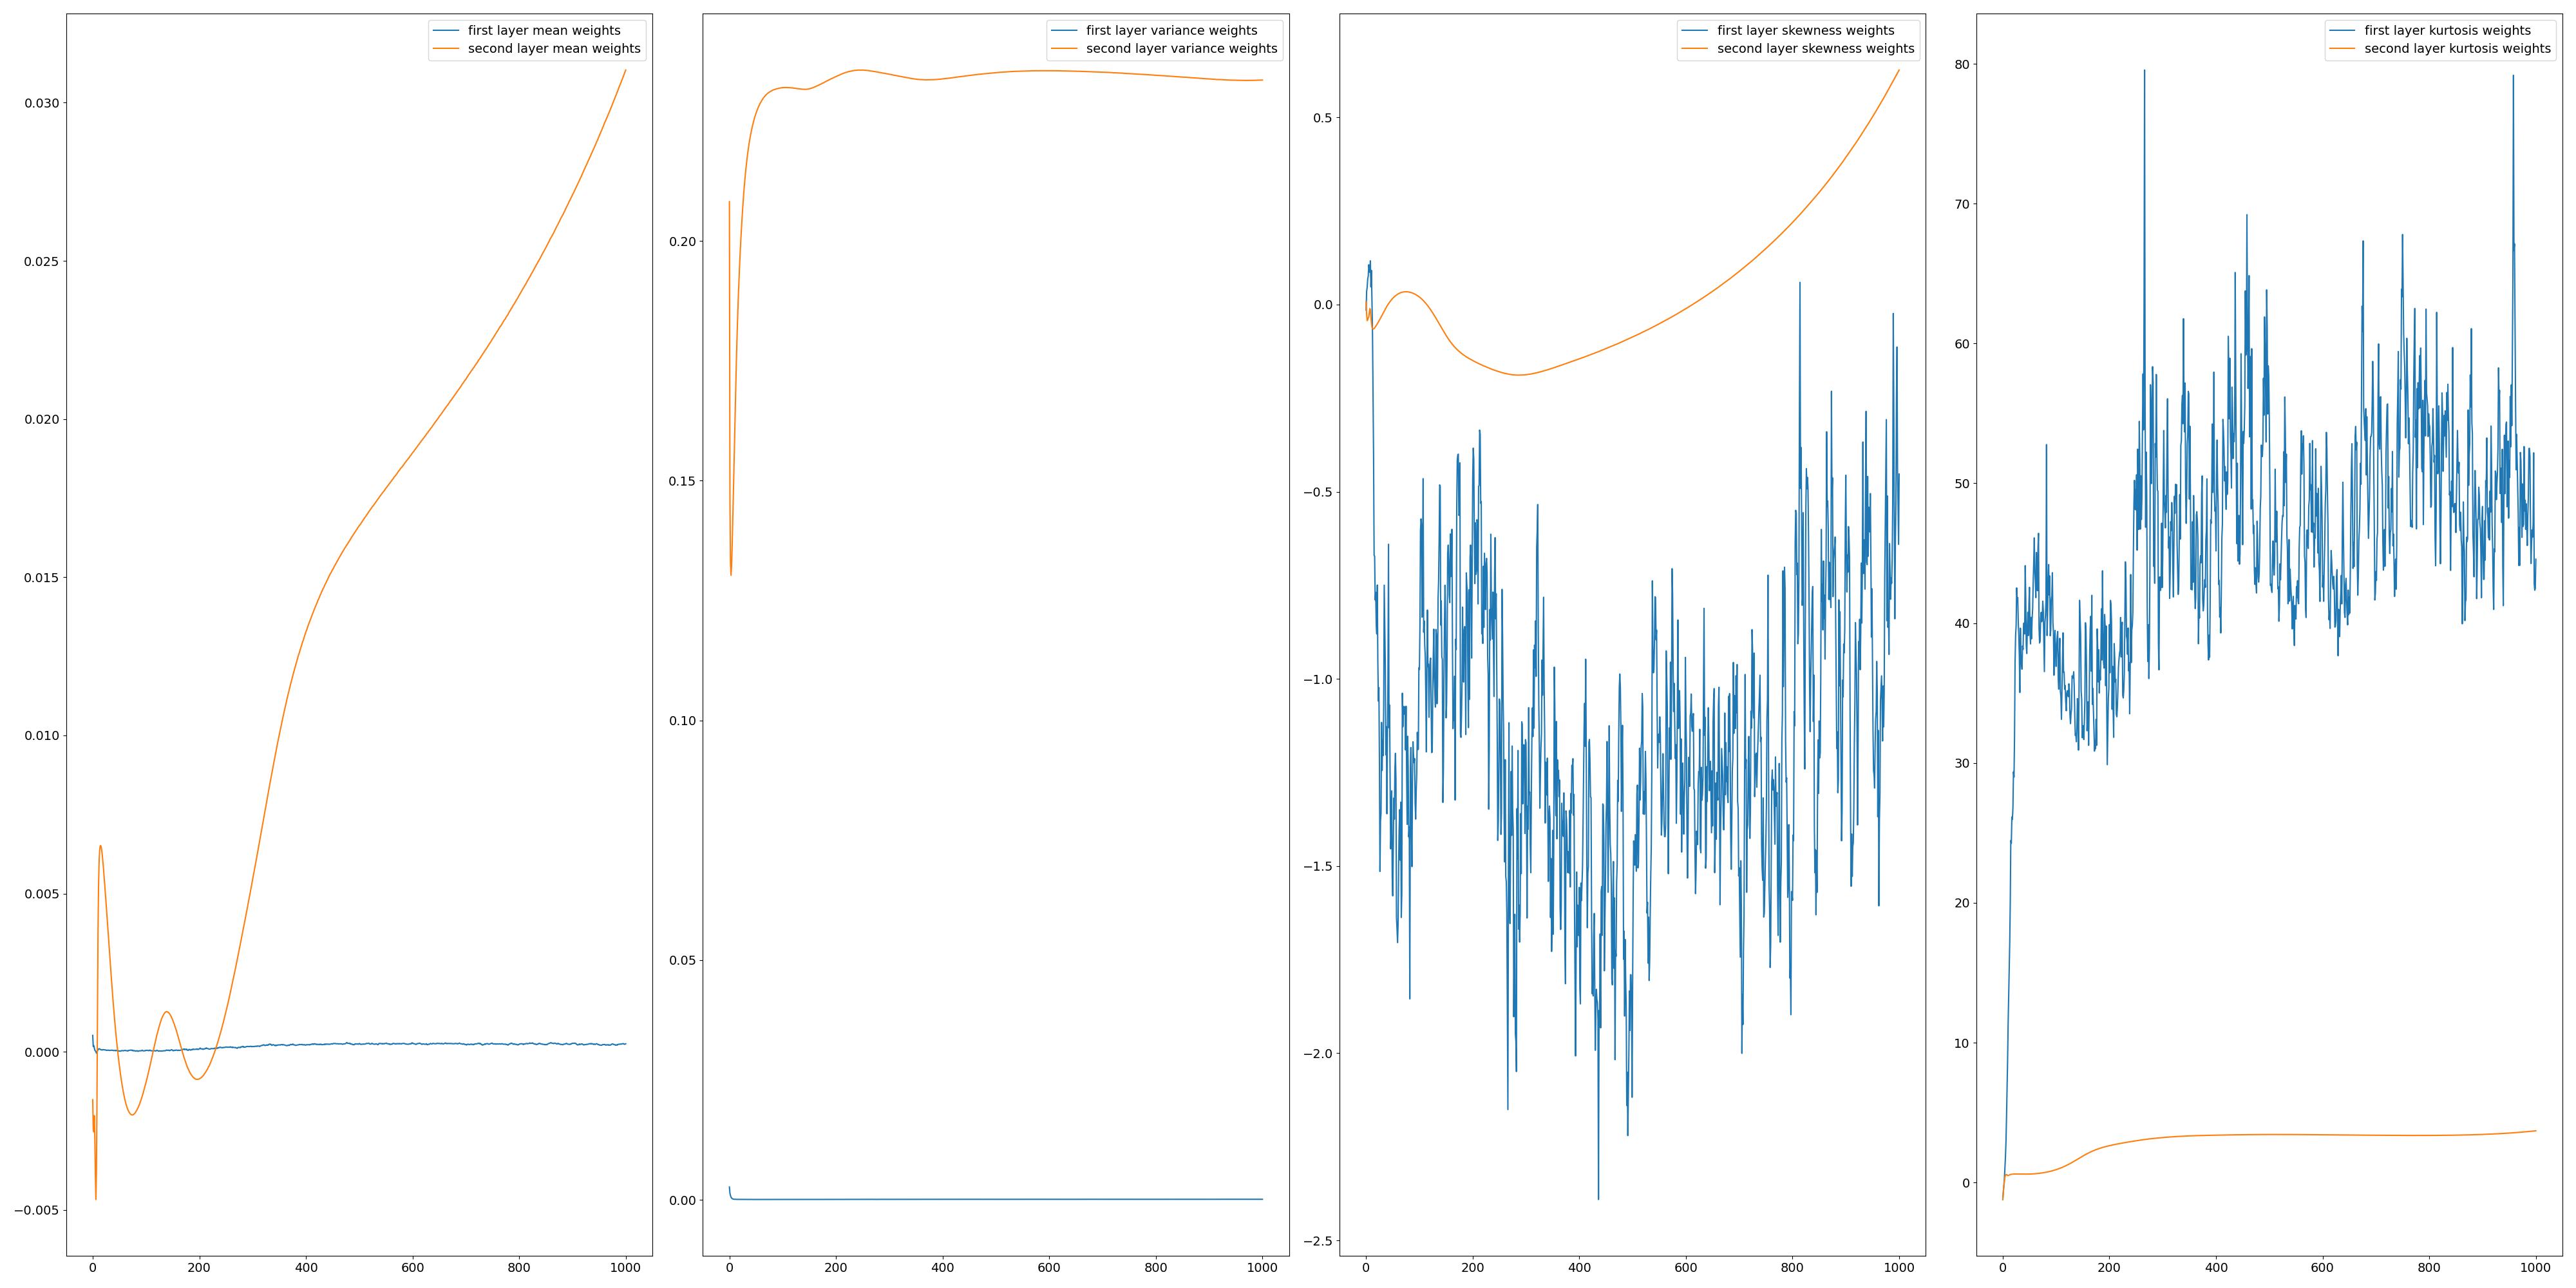 first layer mean weights
second layer mean weights
0.030
0.025
0.020
0.015
0.010
0.005
0.000
−0.005
0 200 400 600 800 1000
first layer variance weights
second layer variance weights
0.20
0.15
0.10
0.05
0.00
0 200 400 600 800 1000
first layer skewness weights
second layer skewness weights
0.5
0.0
−0.5
−1.0
−1.5
−2.0
−2.5
0 200 400 600 800 1000
first layer kurtosis weights
second layer kurtosis weights
80
70
60
50
40
30
20
10
0
0 200 400 600 800 1000